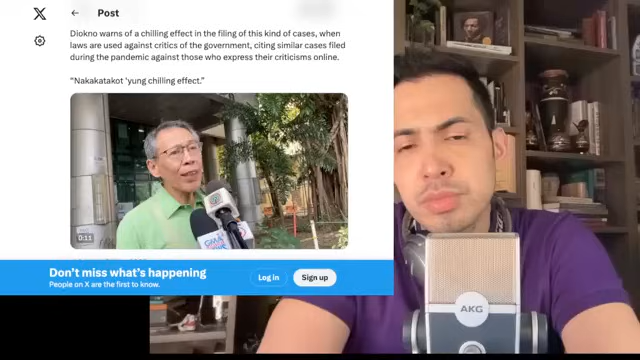 Post
Diokno warns of a chilling effect in the filing of this kind of cases, when
laws are used against critics of the government, citing similar cases filed
during the pandemic against those who express their criticisms online.
"Nakakatakot 'yung chilling effect."
GMA
0:11
Don't miss what's happening
People on X are the first to know.
Log in
Sign up
AKG